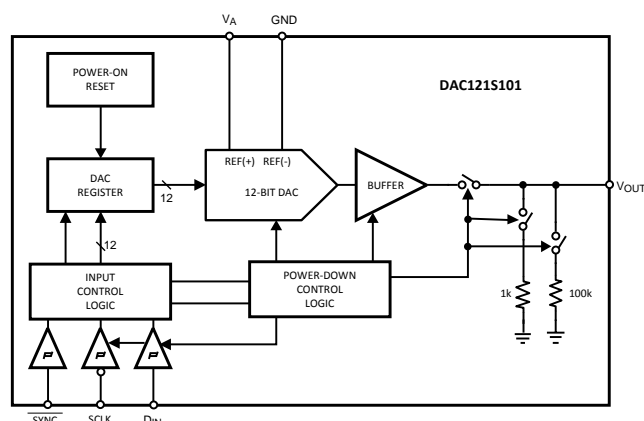 VA GND
POWER-ON
RESET
DAC121S101
REF(+) REF(-)
DAC
REGISTER
12
12-BIT DAC
BUFFER
VOUT
12
INPUT
CONTROL
LOGIC
POWER-DOWN
CONTROL
LOGIC
1k
100k
SYNC SCLK DIN